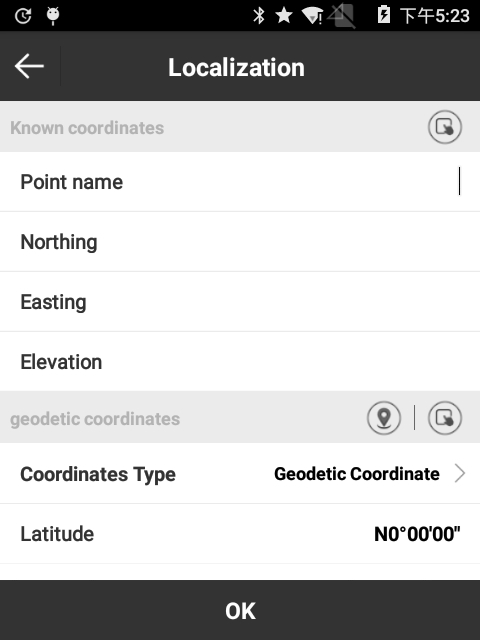 下午5:23
Localization
Known coordinates
Point name
Northing
Easting
Elevation
geodetic coordinates
Coordinates Type Geodetic Coordinate
Latitude N0°00'00"
OK